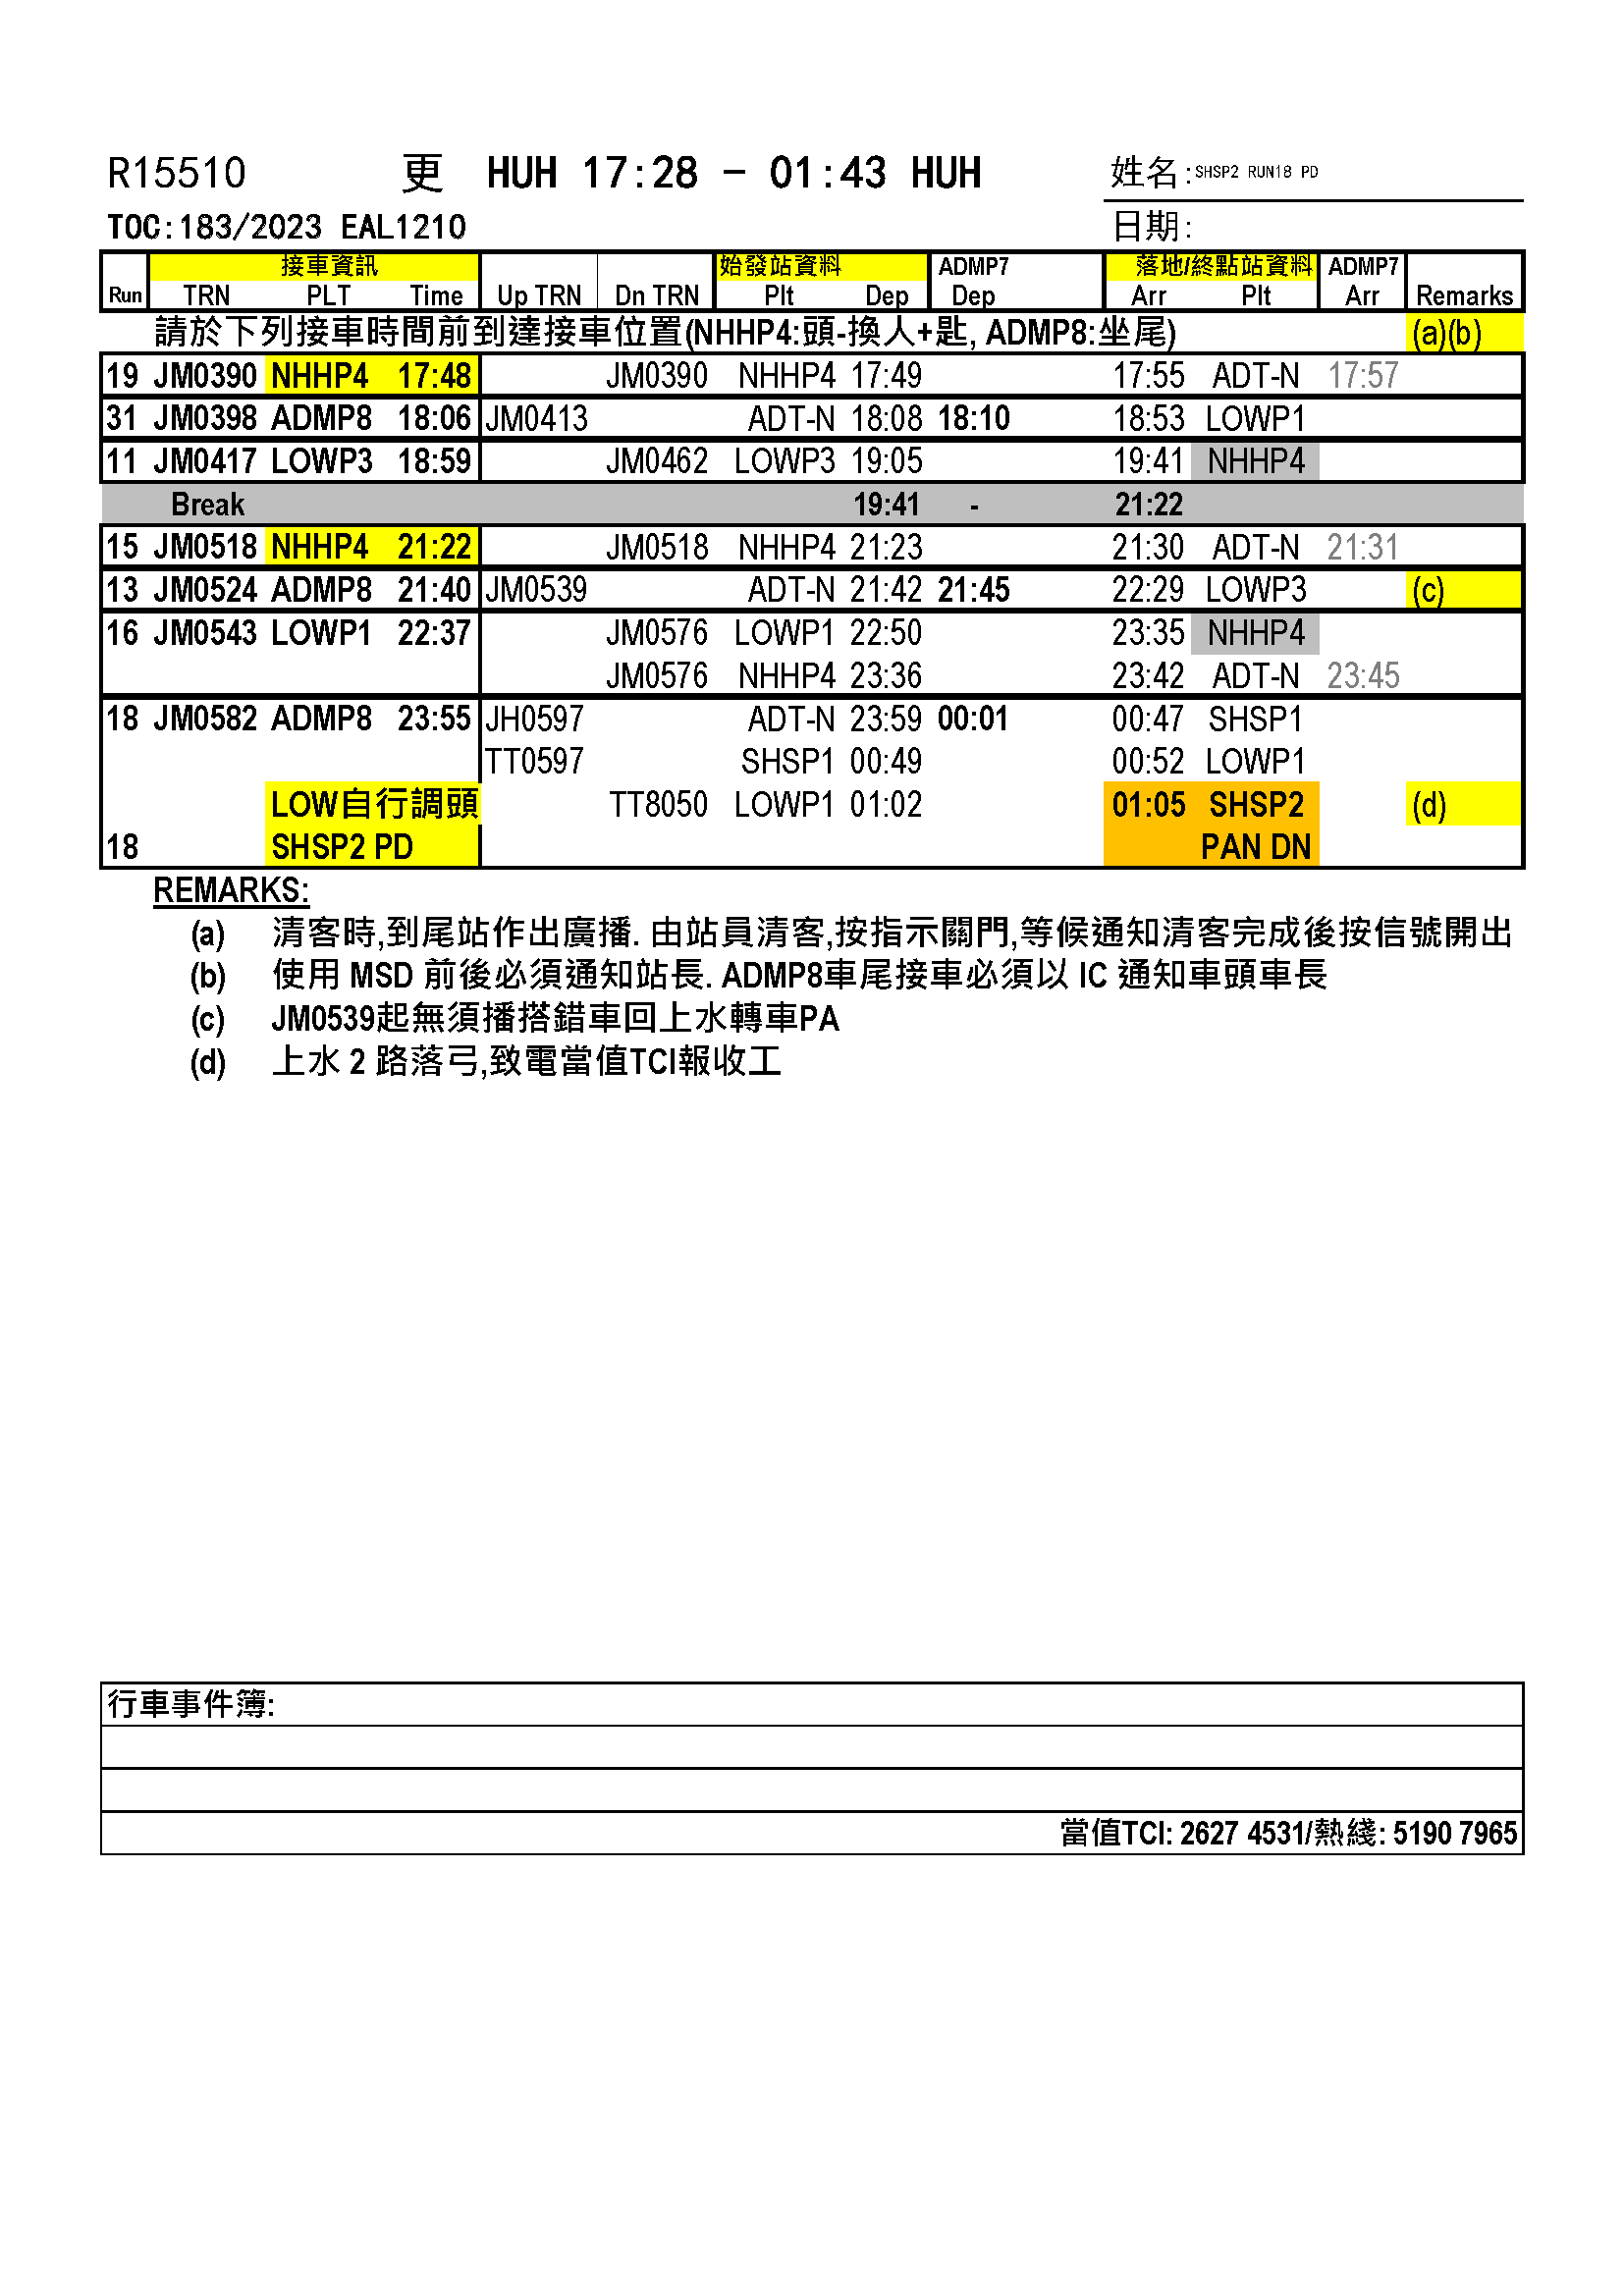 R15510 更 HUH 17:28 - 01:43 HUH 姓名:SHSP2 RUN18 PD
TOC:183/2023 EAL1210 日期:
接車資訊 始發站資料 ADMP7 落地/終點站資料 ADMP7
Run TRN PLT Time Up TRN Dn TRN Plt Dep Dep Arr Plt Arr Remarks
請於下列接車時間前到達接車位置(NHHP4:頭-換人+匙, ADMP8:坐尾) (a)(b)
19 JM0390 NHHP4 17:48 JM0390 NHHP4 17:49 17:55 ADT-N 17:57
31 JM0398 ADMP8 18:06 JM0413 ADT-N 18:08 18:10 18:53 LOWP1
11 JM0417 LOWP3 18:59 JM0462 LOWP3 19:05 19:41 NHHP4
Break 19:41 - 21:22
15 JM0518 NHHP4 21:22 JM0518 NHHP4 21:23 21:30 ADT-N 21:31
13 JM0524 ADMP8 21:40 JM0539 ADT-N 21:42 21:45 22:29 LOWP3 (c)
16 JM0543 LOWP1 22:37 JM0576 LOWP1 22:50 23:35 NHHP4
JM0576 NHHP4 23:36 23:42 ADT-N 23:45
18 JM0582 ADMP8 23:55 JH0597 ADT-N 23:59 00:01 00:47 SHSP1
TT0597 SHSP1 00:49 00:52 LOWP1
LOW自行調頭 TT8050 LOWP1 01:02 01:05 SHSP2 (d)
18 SHSP2 PD PAN DN
REMARKS:
(a) 清客時,到尾站作出廣播. 由站員清客,按指示關門,等候通知清客完成後按信號開出
(b) 使用 MSD 前後必須通知站長. ADMP8車尾接車必須以 IC 通知車頭車長
(c) JM0539起無須播搭錯車回上水轉車PA
(d) 上水 2 路落弓,致電當值TCI報收工
行車事件簿:
當值TCI: 2627 4531/熱綫: 5190 7965